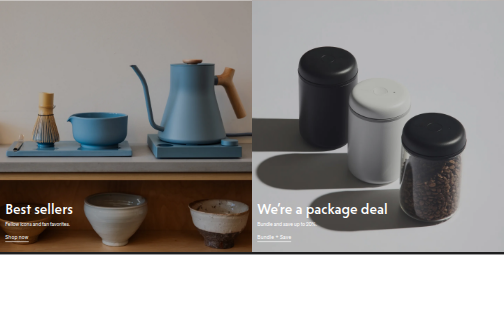 Best sellers
Fellow icons and fan favorites.
Shop now
We're a package deal
Bundle and save up to 20%.
Bundle + Save